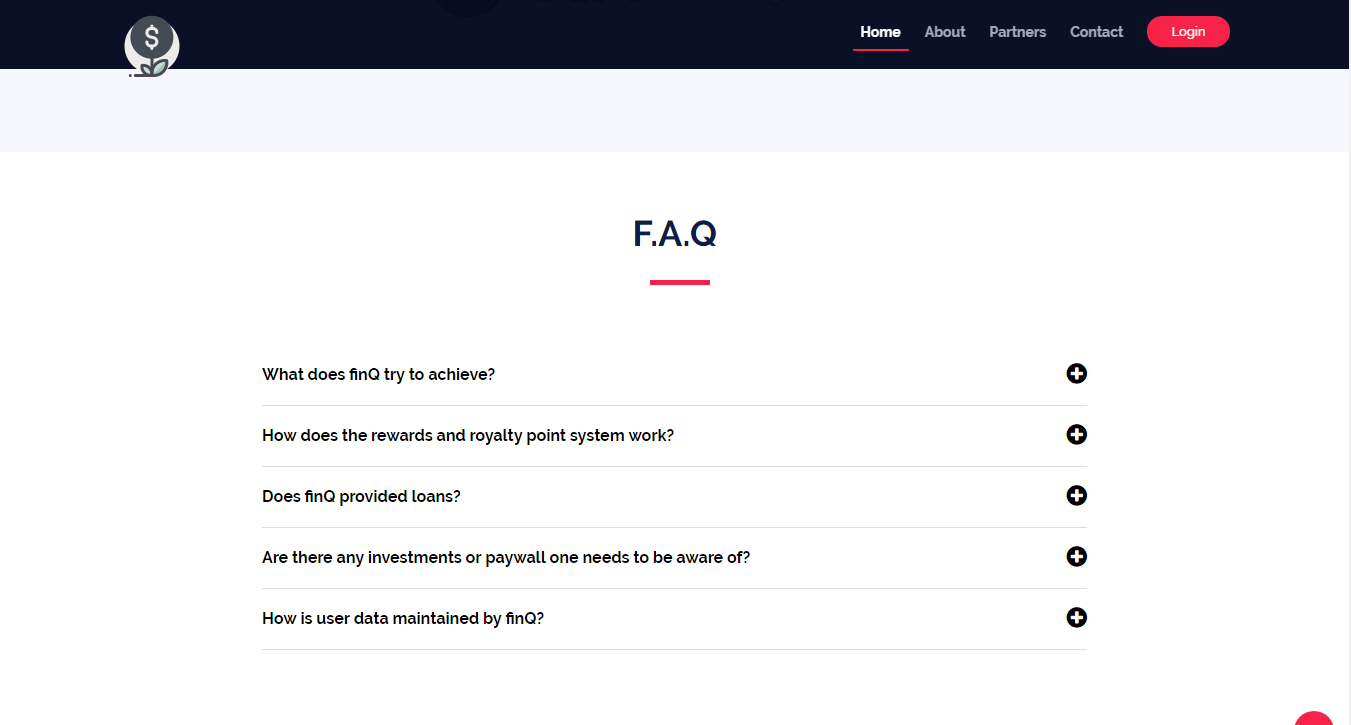 $
Home About Partners Contact Login
F.A.Q
What does finQ try to achieve?
How does the rewards and royalty point system work?
Does finQ provided loans?
Are there any investments or paywall one needs to be aware of?
How is user data maintained by finQ?